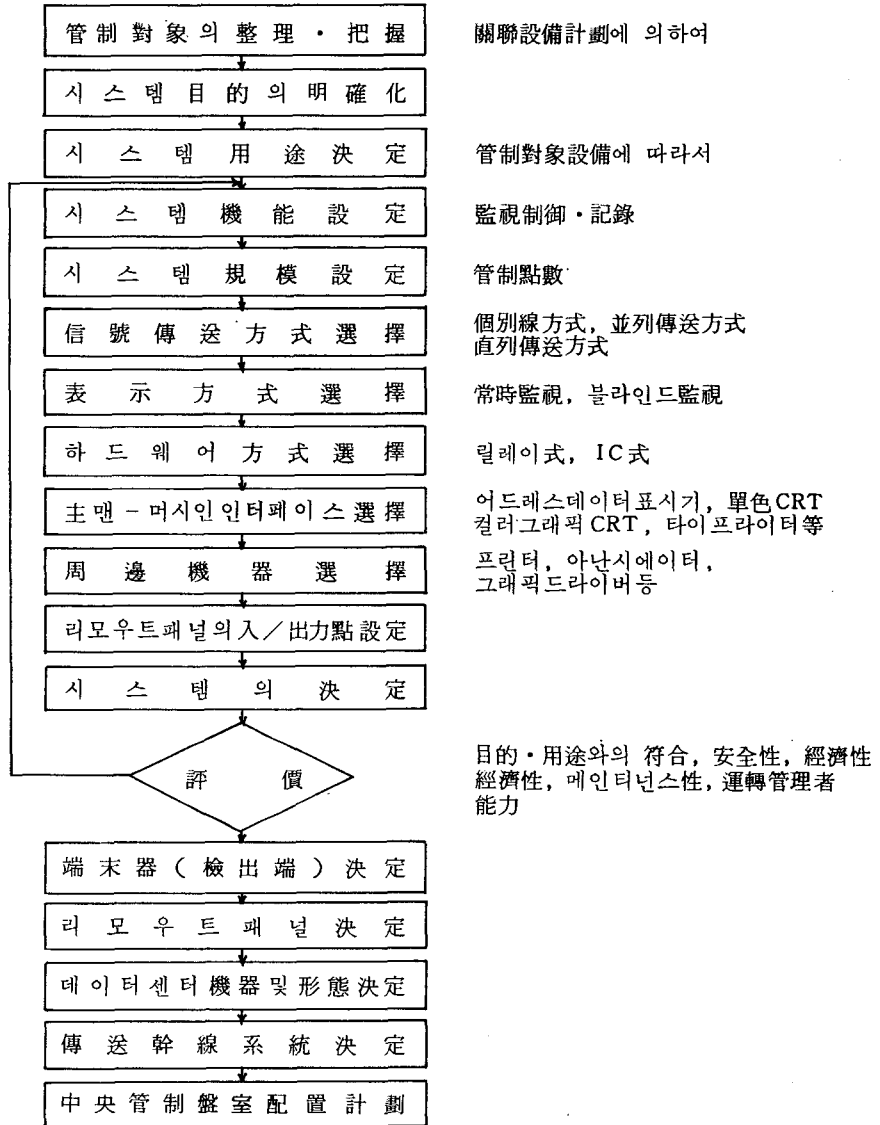 管制對象의 整理・把握 關聯設備計劃에 의하여
시스템目的의 明確化
시스템用途決定 管制對象設備에 따라서
시스템機能設定 監視制御・記錄
시스템規模設定 管制點數
信號傳送方式選擇 個別線方式, 並列傳送方式
直列傳送方式
表示方式選擇 常時監視, 블라인드監視
하드웨어方式選擇 릴레이式, IC式
主맨-머시인인터페이스選擇 어드레스데이터표시기, 單色CRT
컬러그래픽CRT, 타이프라이터等
周邊機器選擇 프린터, 아난시에이터,
그래픽드라이버등
리모우트패널의入/出力點設定
시스템의 決定
評價 目的・用途와의 符合, 安全性, 經濟性
經濟性, 메인티넌스性, 運轉管理者
能力
端末器(檢出端)決定
리모우트패널決定
데이터센터機器및形態決定
傳送幹線系統決定
中央管制盤室配置計劃